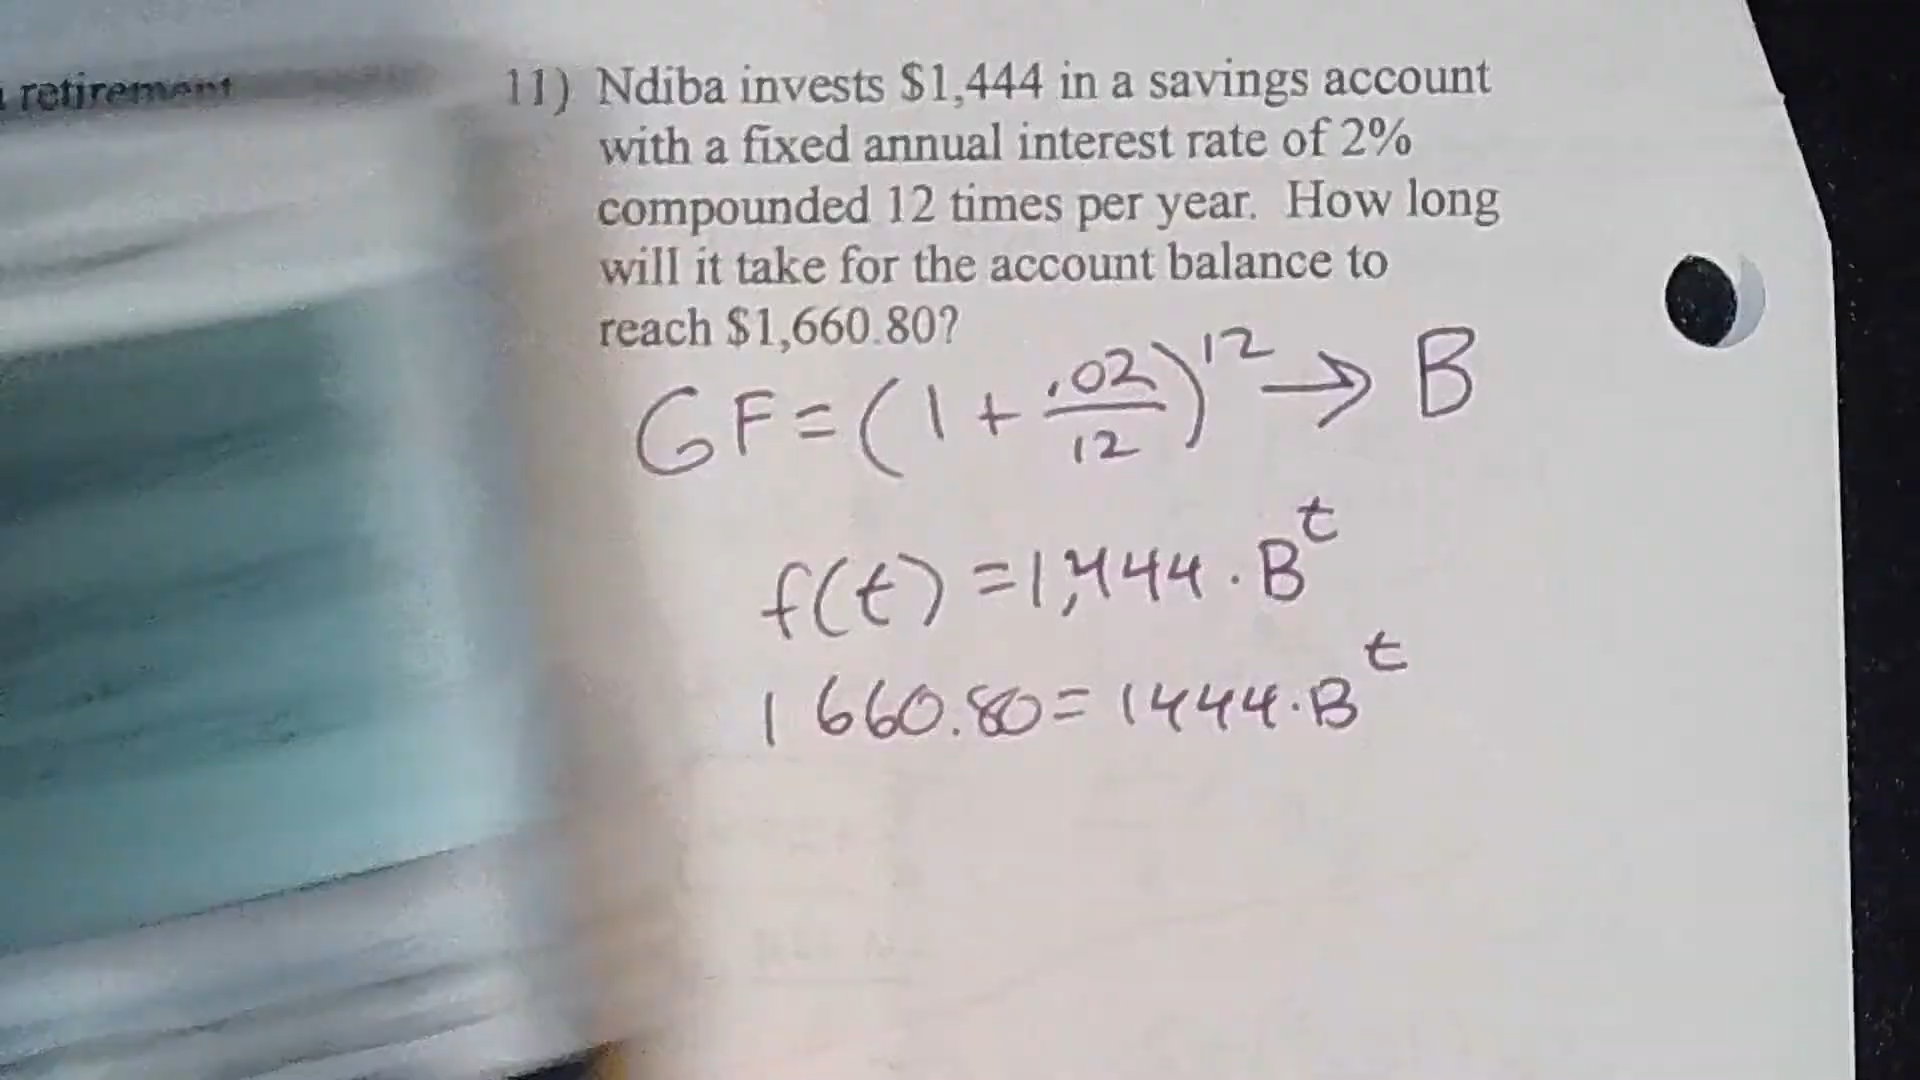 retirement
11) Ndiba invests $1,444 in a savings account
with a fixed annual interest rate of 2%
compounded 12 times per year. How long
will it take for the account balance to
reach $1,660.80?
GF = (1 + .02/12)^12 → B
f(t) = 1,444 · B^t
1660.80 = 1444 · B^t